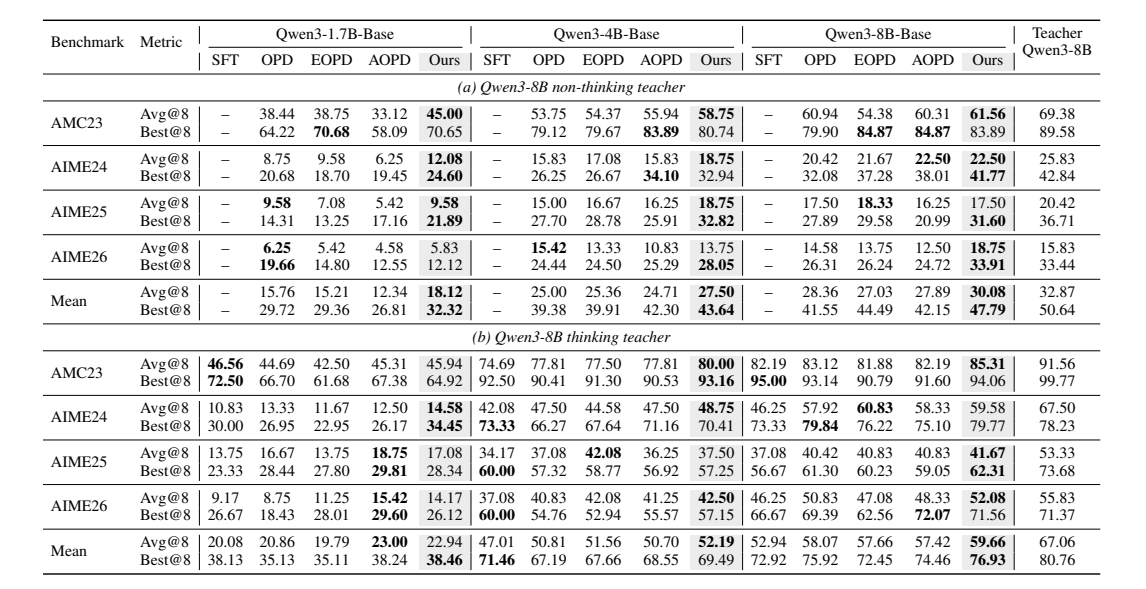 Benchmark Metric Qwen3-1.7B-Base Qwen3-4B-Base Qwen3-8B-Base Teacher Qwen3-8B
SFT OPD EOPD AOPD Ours SFT OPD EOPD AOPD Ours SFT OPD EOPD AOPD Ours
(a) Qwen3-8B non-thinking teacher
AMC23 Avg@8 – 38.44 38.75 33.12 45.00 – 53.75 54.37 55.94 58.75 – 60.94 54.38 60.31 61.56 69.38
Best@8 – 64.22 70.68 58.09 70.65 – 79.12 79.67 83.89 80.74 – 79.90 84.87 84.87 83.89 89.58
AIME24 Avg@8 – 8.75 9.58 6.25 12.08 – 15.83 17.08 15.83 18.75 – 20.42 21.67 22.50 22.50 25.83
Best@8 – 20.68 18.70 19.45 24.60 – 26.25 26.67 34.10 32.94 – 32.08 37.28 38.01 41.77 42.84
AIME25 Avg@8 – 9.58 7.08 5.42 9.58 – 15.00 16.67 16.25 18.75 – 17.50 18.33 16.25 17.50 20.42
Best@8 – 14.31 13.25 17.16 21.89 – 27.70 28.78 25.91 32.82 – 27.89 29.58 20.99 31.60 36.71
AIME26 Avg@8 – 6.25 5.42 4.58 5.83 – 15.42 13.33 10.83 13.75 – 14.58 13.75 12.50 18.75 15.83
Best@8 – 19.66 14.80 12.55 12.12 – 24.44 24.50 25.29 28.05 – 26.31 26.24 24.72 33.91 33.44
Mean Avg@8 – 15.76 15.21 12.34 18.12 – 25.00 25.36 24.71 27.50 – 28.36 27.03 27.89 30.08 32.87
Best@8 – 29.72 29.36 26.81 32.32 – 39.38 39.91 42.30 43.64 – 41.55 44.49 42.15 47.79 50.64
(b) Qwen3-8B thinking teacher
AMC23 Avg@8 46.56 44.69 42.50 45.31 45.94 74.69 77.81 77.50 77.81 80.00 82.19 83.12 81.88 82.19 85.31 91.56
Best@8 72.50 66.70 61.68 67.38 64.92 92.50 90.41 91.30 90.53 93.16 95.00 93.14 90.79 91.60 94.06 99.77
AIME24 Avg@8 10.83 13.33 11.67 12.50 14.58 42.08 47.50 44.58 47.50 48.75 46.25 57.92 60.83 58.33 59.58 67.50
Best@8 30.00 26.95 22.95 26.17 34.45 73.33 66.27 67.64 71.16 70.41 73.33 79.84 76.22 75.10 79.77 78.23
AIME25 Avg@8 13.75 16.67 13.75 18.75 17.08 34.17 37.08 42.08 36.25 37.50 37.08 40.42 40.83 40.83 41.67 53.33
Best@8 23.33 28.44 27.80 29.81 28.34 60.00 57.32 58.77 56.92 57.25 56.67 61.30 60.23 59.05 62.31 73.68
AIME26 Avg@8 9.17 8.75 11.25 15.42 14.17 37.08 40.83 42.08 41.25 42.50 46.25 50.83 47.08 48.33 52.08 55.83
Best@8 26.67 18.43 28.01 29.60 26.12 60.00 54.76 52.94 55.57 57.15 66.67 69.39 62.56 72.07 71.56 71.37
Mean Avg@8 20.08 20.86 19.79 23.00 22.94 47.01 50.81 51.56 50.70 52.19 52.94 58.07 57.66 57.42 59.66 67.06
Best@8 38.13 35.13 35.11 38.24 38.46 71.46 67.19 67.66 68.55 69.49 72.92 75.92 72.45 74.46 76.93 80.76